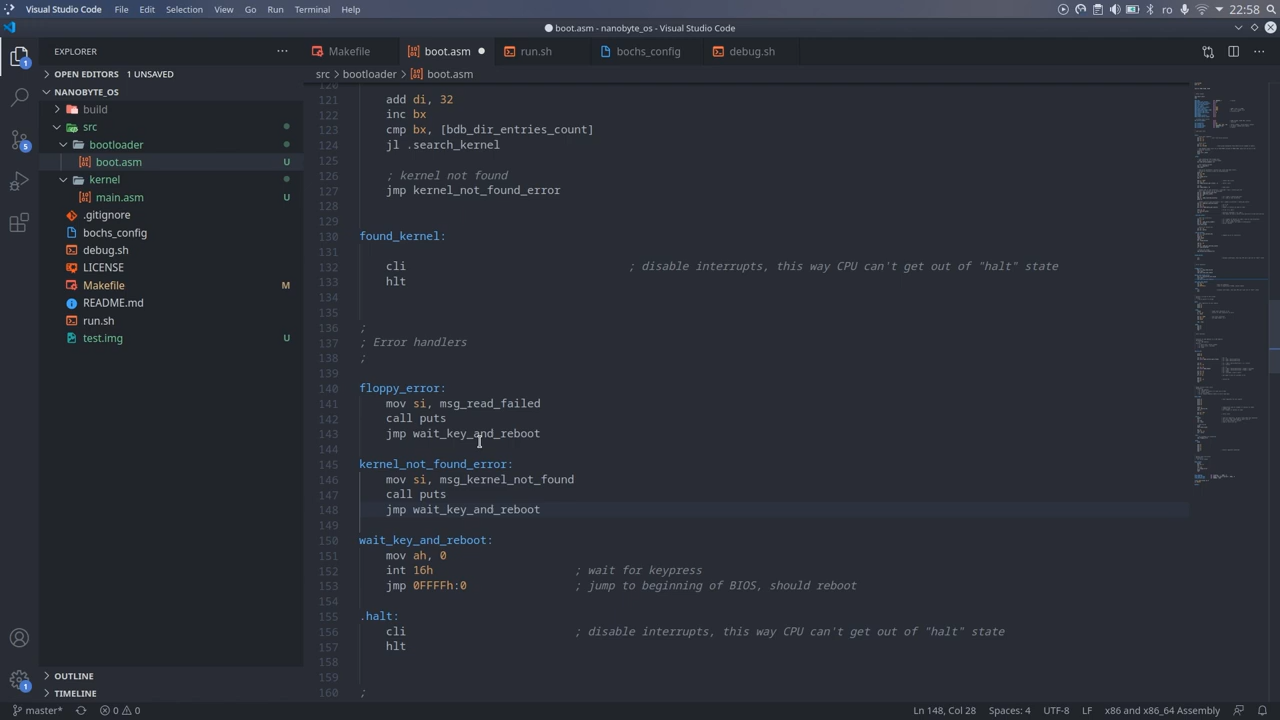 Visual Studio Code File Edit Selection View Go Run Terminal Help ro 22:58
boot.asm - nanobyte_os - Visual Studio Code
EXPLORER
Makefile boot.asm run.sh bochs_config debug.sh
OPEN EDITORS 1 UNSAVED
src > bootloader > boot.asm
NANOBYTE_OS
build
src
bootloader
boot.asm U
kernel
main.asm U
.gitignore
bochs_config
debug.sh
LICENSE
Makefile M
README.md
run.sh
test.img U
OUTLINE
TIMELINE
1
5
1
120
121 add di, 32
122 inc bx
123 cmp bx, [bdb_dir_entries_count]
124 jl .search_kernel
125
126 ; kernel not found
127 jmp kernel_not_found_error
128
129
130 found_kernel:
131
132 cli ; disable interrupts, this way CPU can't get out of "halt" state
133 hlt
134
135
136 ;
137 ; Error handlers
138 ;
139
140 floppy_error:
141 mov si, msg_read_failed
142 call puts
143 jmp wait_key_and_reboot
144
145 kernel_not_found_error:
146 mov si, msg_kernel_not_found
147 call puts
148 jmp wait_key_and_reboot
149
150 wait_key_and_reboot:
151 mov ah, 0
152 int 16h ; wait for keypress
153 jmp 0FFFFh:0 ; jump to beginning of BIOS, should reboot
154
155 .halt:
156 cli ; disable interrupts, this way CPU can't get out of "halt" state
157 hlt
158
159
160 ;
master* 0 0 Ln 148, Col 28 Spaces: 4 UTF-8 LF x86 and x86_64 Assembly